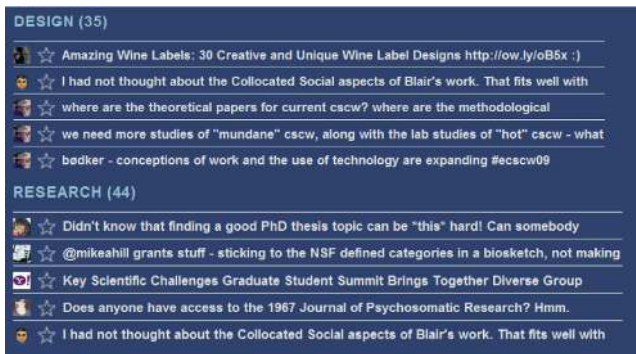 DESIGN (35)
Amazing Wine Labels: 30 Creative and Unique Wine Label Designs http://ow.ly/oB5x :)
I had not thought about the Collocated Social aspects of Blair's work. That fits well with
where are the theoretical papers for current cscw? where are the methodological
we need more studies of "mundane" cscw, along with the lab studies of "hot" cscw - what
bødker - conceptions of work and the use of technology are expanding #ecscw09
RESEARCH (44)
Didn't know that finding a good PhD thesis topic can be *this* hard! Can somebody
@mikeahill grants stuff - sticking to the NSF defined categories in a biosketch, not making
Y! Key Scientific Challenges Graduate Student Summit Brings Together Diverse Group
Does anyone have access to the 1967 Journal of Psychosomatic Research? Hmm.
I had not thought about the Collocated Social aspects of Blair's work. That fits well with